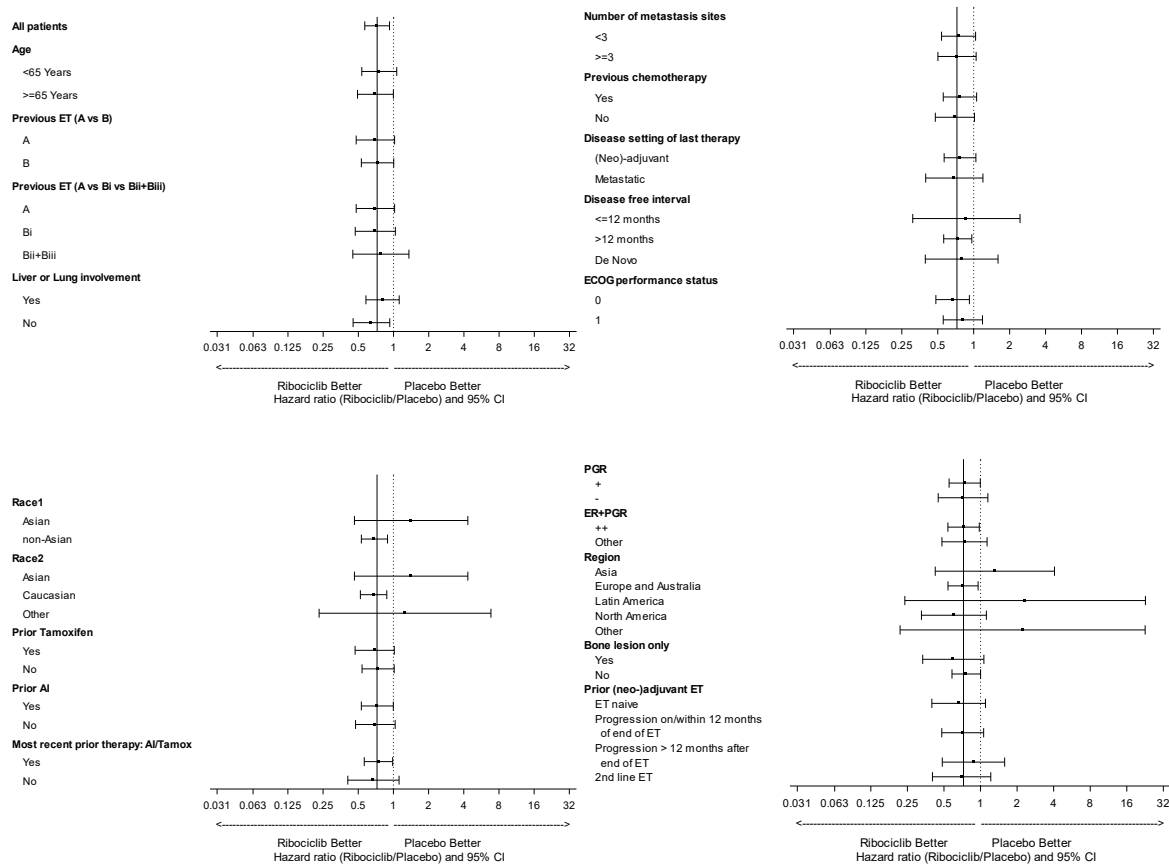 All patients
Age
<65 Years
>=65 Years
Previous ET (A vs B)
A
B
Previous ET (A vs Bi vs Bii+Biii)
A
Bi
Bii+Biii
Liver or Lung involvement
Yes
No
0.031 0.063 0.125 0.25 0.5 1 2 4 8 16 32
Ribociclib Better Placebo Better
Hazard ratio (Ribociclib/Placebo) and 95% CI
Number of metastasis sites
<3
>=3
Previous chemotherapy
Yes
No
Disease setting of last therapy
(Neo)-adjuvant
Metastatic
Disease free interval
<=12 months
>12 months
De Novo
ECOG performance status
0
1
0.031 0.063 0.125 0.25 0.5 1 2 4 8 16 32
Ribociclib Better Placebo Better
Hazard ratio (Ribociclib/Placebo) and 95% CI
Race1
Asian
non-Asian
Race2
Asian
Caucasian
Other
Prior Tamoxifen
Yes
No
Prior AI
Yes
No
Most recent prior therapy: AI/Tamox
Yes
No
0.031 0.063 0.125 0.25 0.5 1 2 4 8 16 32
Ribociclib Better Placebo Better
Hazard ratio (Ribociclib/Placebo) and 95% CI
PGR
+
-
ER+PGR
++
Other
Region
Asia
Europe and Australia
Latin America
North America
Other
Bone lesion only
Yes
No
Prior (neo-)adjuvant ET
ET naive
Progression on/within 12 months
of end of ET
Progression > 12 months after
end of ET
2nd line ET
0.031 0.063 0.125 0.25 0.5 1 2 4 8 16 32
Ribociclib Better Placebo Better
Hazard ratio (Ribociclib/Placebo) and 95% CI